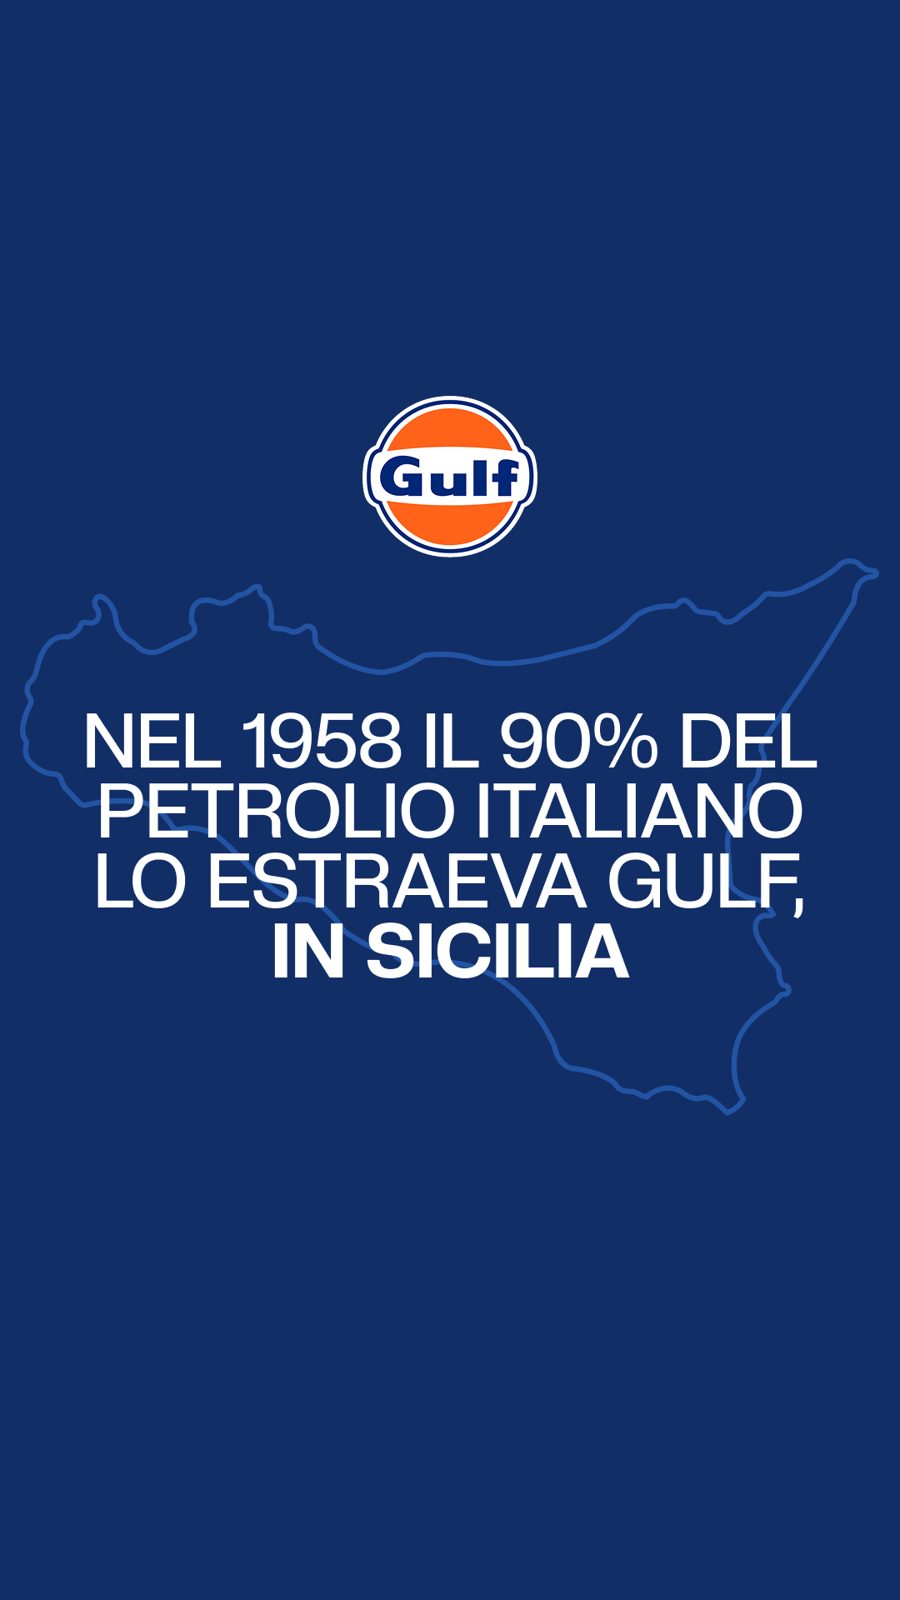 Gulf
NEL 1958 IL 90% DEL
PETROLIO ITALIANO
LO ESTRAEVA GULF,
IN SICILIA